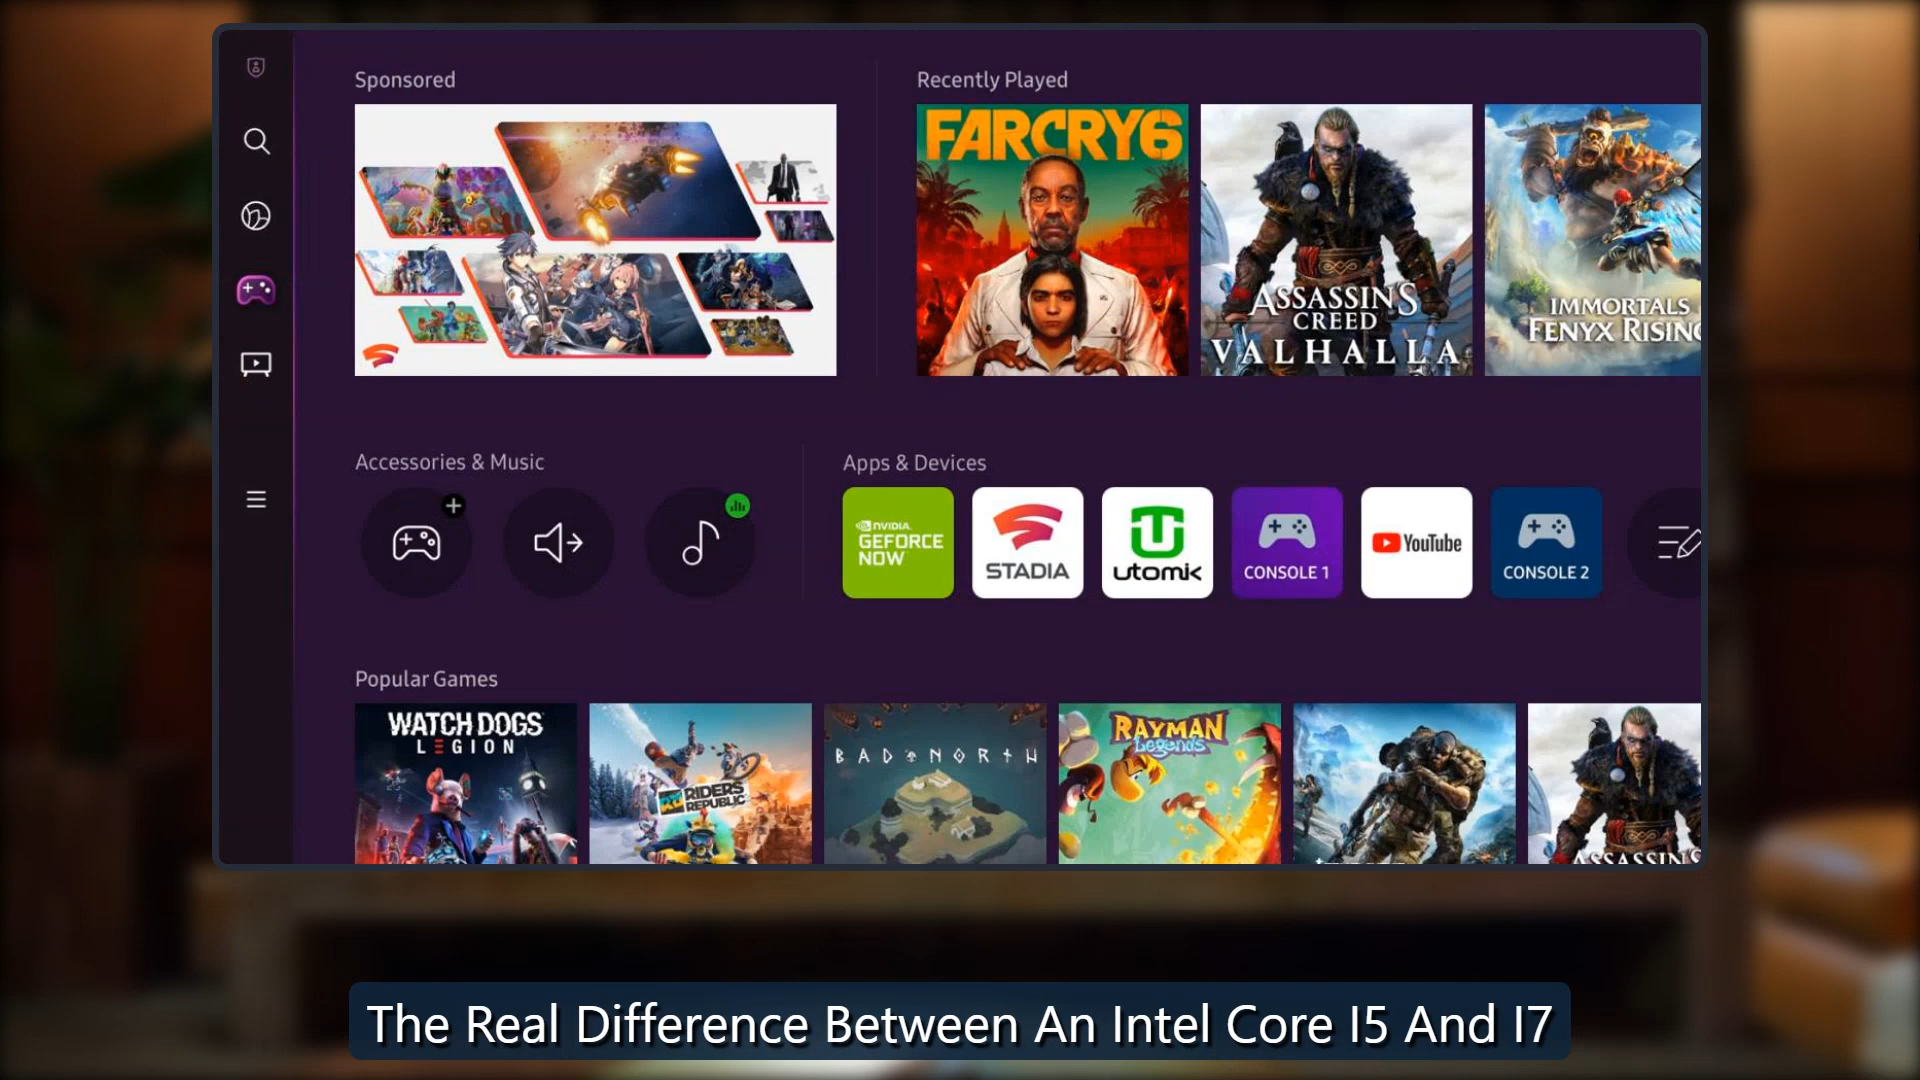 Sponsored
Recently Played
FARCRY6
ASSASSIN'S
CREED
VALHALLA
IMMORTALS
FENYX RISING
Accessories & Music
Apps & Devices
NVIDIA
GEFORCE
NOW
STADIA
utomik
CONSOLE 1
YouTube
CONSOLE 2
Popular Games
WATCH DOGS
LEGION
RIDERS
REPUBLIC
BAD NORTH
RAYMAN
Legends
ASSASSIN'S
The Real Difference Between An Intel Core I5 And I7